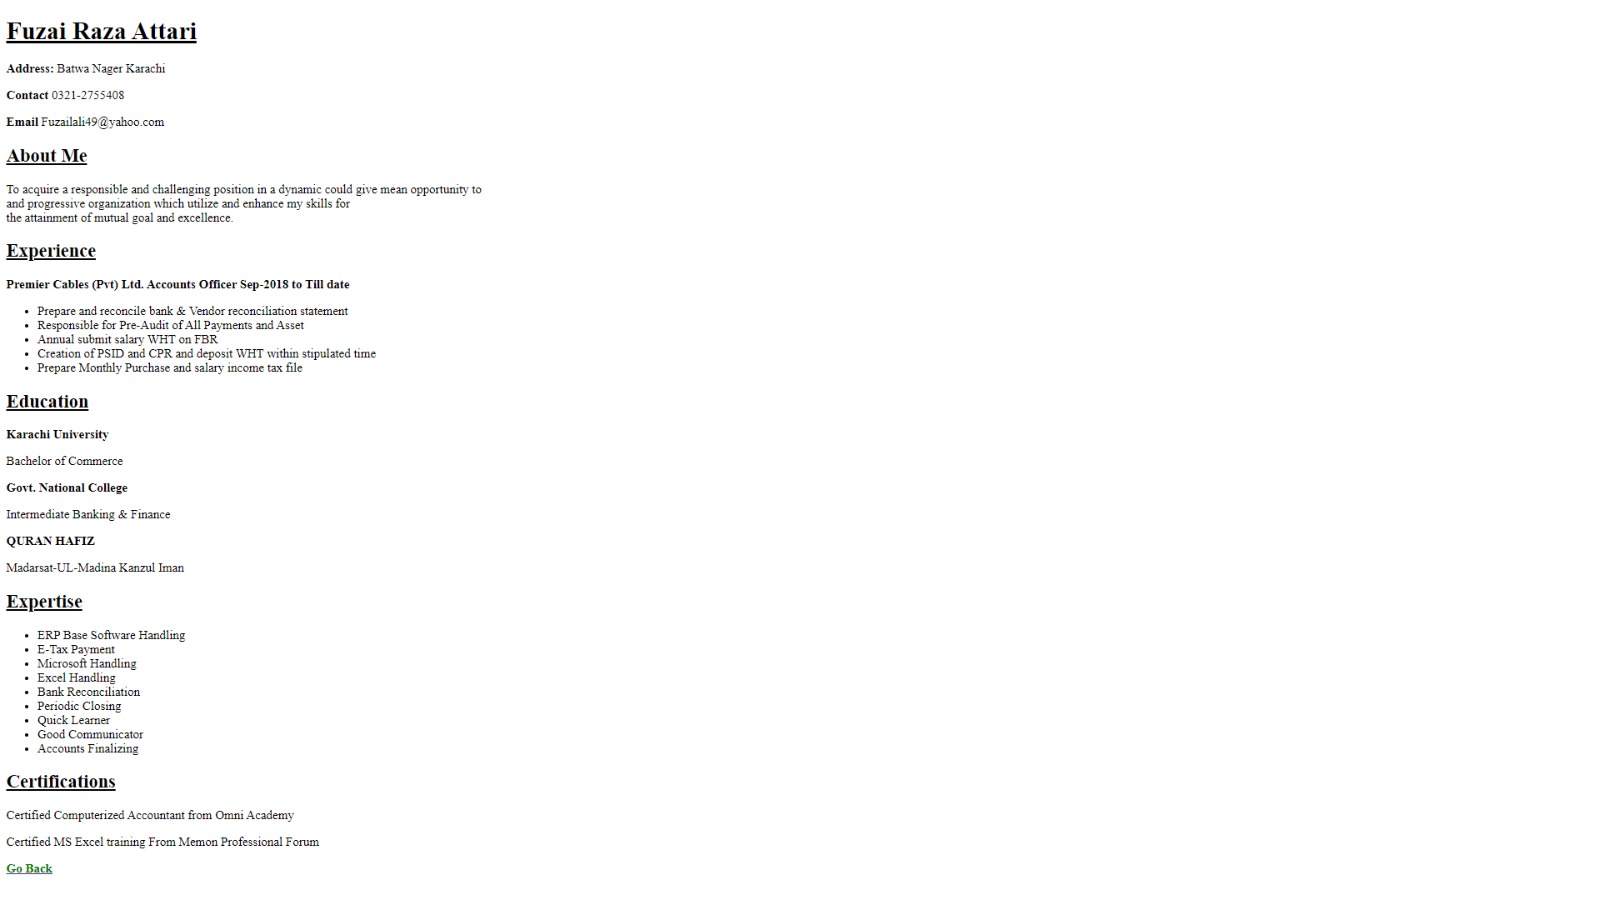 Fuzai Raza Attari
Address: Batwa Nager Karachi
Contact 0321-2755408
Email Fuzailali49@yahoo.com
About Me
To acquire a responsible and challenging position in a dynamic could give mean opportunity to
and progressive organization which utilize and enhance my skills for
the attainment of mutual goal and excellence.
Experience
Premier Cables (Pvt) Ltd. Accounts Officer Sep-2018 to Till date
• Prepare and reconcile bank & Vendor reconciliation statement
• Responsible for Pre-Audit of All Payments and Asset
• Annual submit salary WHT on FBR
• Creation of PSID and CPR and deposit WHT within stipulated time
• Prepare Monthly Purchase and salary income tax file
Education
Karachi University
Bachelor of Commerce
Govt. National College
Intermediate Banking & Finance
QURAN HAFIZ
Madarsat-UL-Madina Kanzul Iman
Expertise
• ERP Base Software Handling
• E-Tax Payment
• Microsoft Handling
• Excel Handling
• Bank Reconciliation
• Periodic Closing
• Quick Learner
• Good Communicator
• Accounts Finalizing
Certifications
Certified Computerized Accountant from Omni Academy
Certified MS Excel training From Memon Professional Forum
Go Back